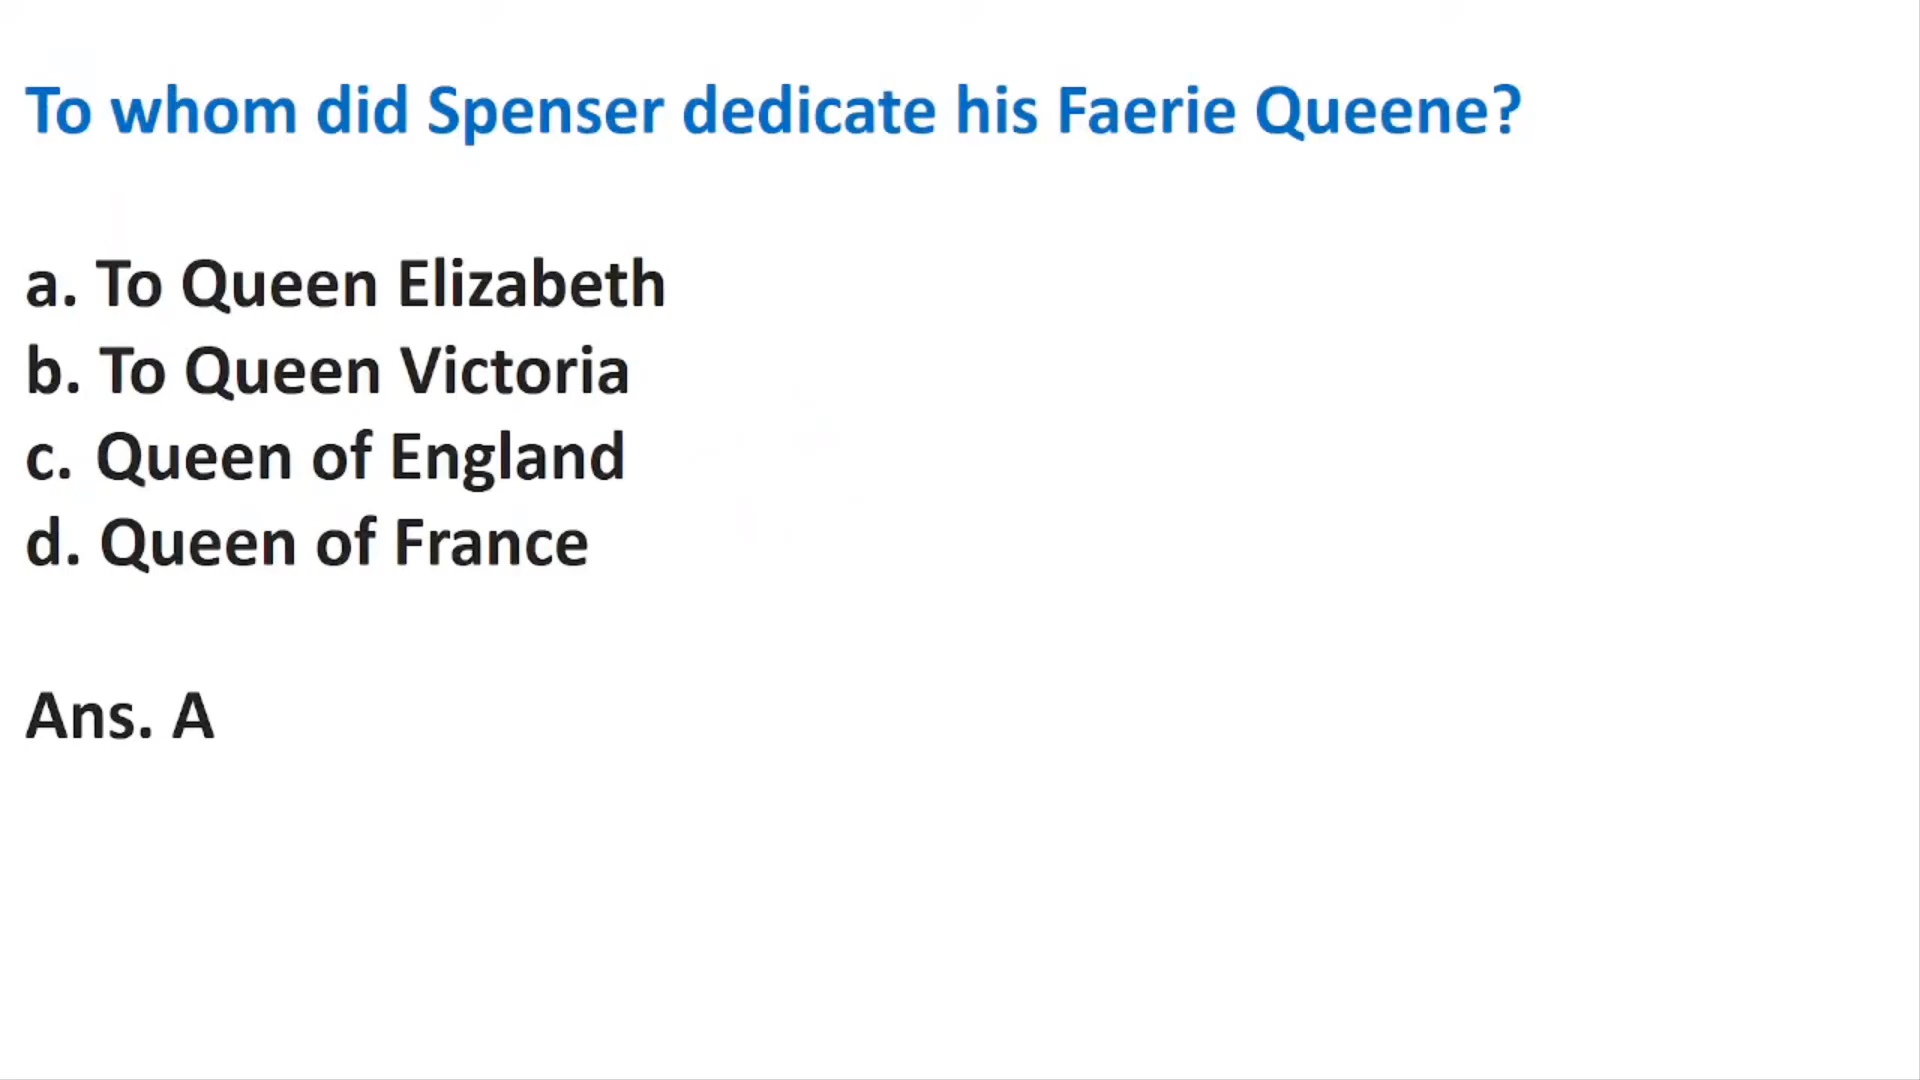 To whom did Spenser dedicate his Faerie Queene?
a. To Queen Elizabeth
b. To Queen Victoria
c. Queen of England
d. Queen of France
Ans. A